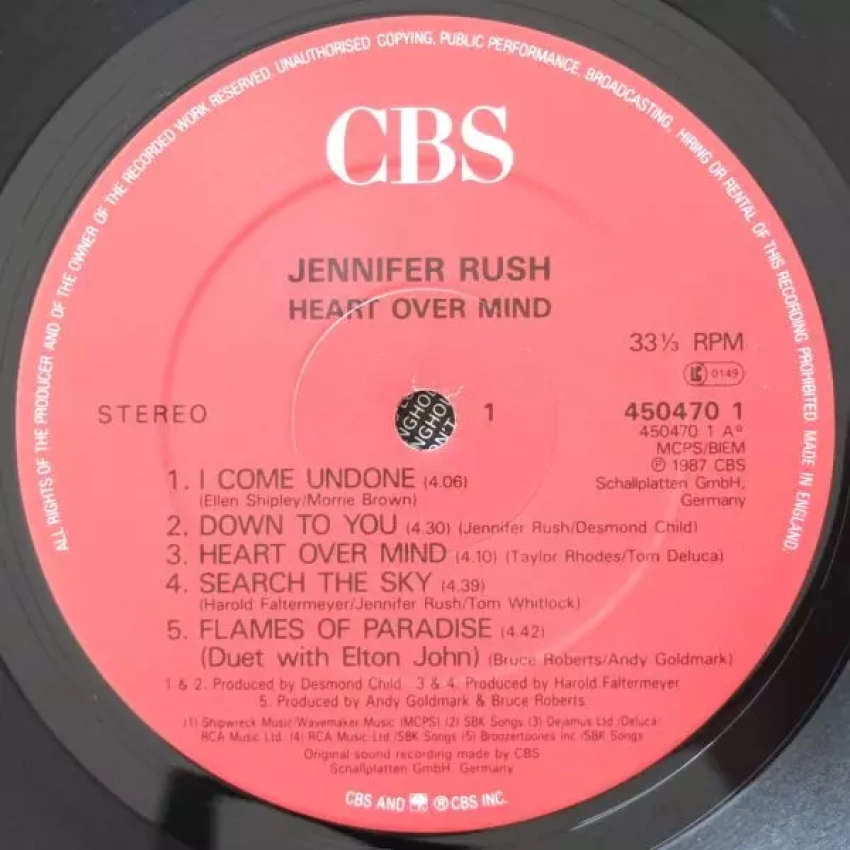 ALL RIGHTS OF THE PRODUCER AND OF THE OWNER OF THE RECORDED WORK RESERVED. UNAUTHORISED COPYING, PUBLIC PERFORMANCE, BROADCASTING, HIRING OR RENTAL OF THIS RECORDING PROHIBITED. MADE IN ENGLAND.
CBS
JENNIFER RUSH
HEART OVER MIND
33⅓ RPM
LC 0149
STEREO
1
450470 1
450470 1 Aº
MCPS/BIEM
℗ 1987 CBS
Schallplatten GmbH,
Germany
1. I COME UNDONE (4.06)
(Ellen Shipley/Morrie Brown)
2. DOWN TO YOU (4.30) (Jennifer Rush/Desmond Child)
3. HEART OVER MIND (4.10) (Taylor Rhodes/Tom Deluca)
4. SEARCH THE SKY (4.39)
(Harold Faltermeyer/Jennifer Rush/Tom Whitlock)
5. FLAMES OF PARADISE (4.42)
(Duet with Elton John) (Bruce Roberts/Andy Goldmark)
1 & 2. Produced by Desmond Child. 3 & 4. Produced by Harold Faltermeyer
5. Produced by Andy Goldmark & Bruce Roberts.
(1) Shipwreck Music/Wavemaker Music (MCPS) (2) SBK Songs (3) Dejamus Ltd./Deluca/
RCA Music Ltd. (4) RCA Music Ltd./SBK Songs (5) Broozertoones Inc./SBK Songs
Original sound recording made by CBS
Schallplatten GmbH, Germany
CBS AND ® CBS INC.